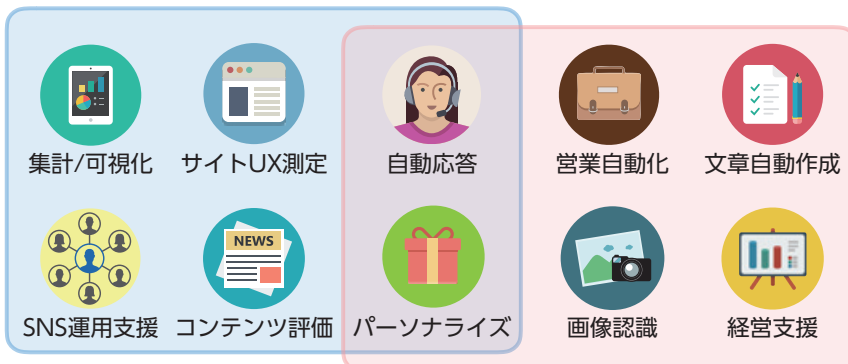 集計/可視化
サイトUX測定
自動応答
営業自動化
文章自動作成
NEWS
SNS運用支援
コンテンツ評価
パーソナライズ
画像認識
経営支援